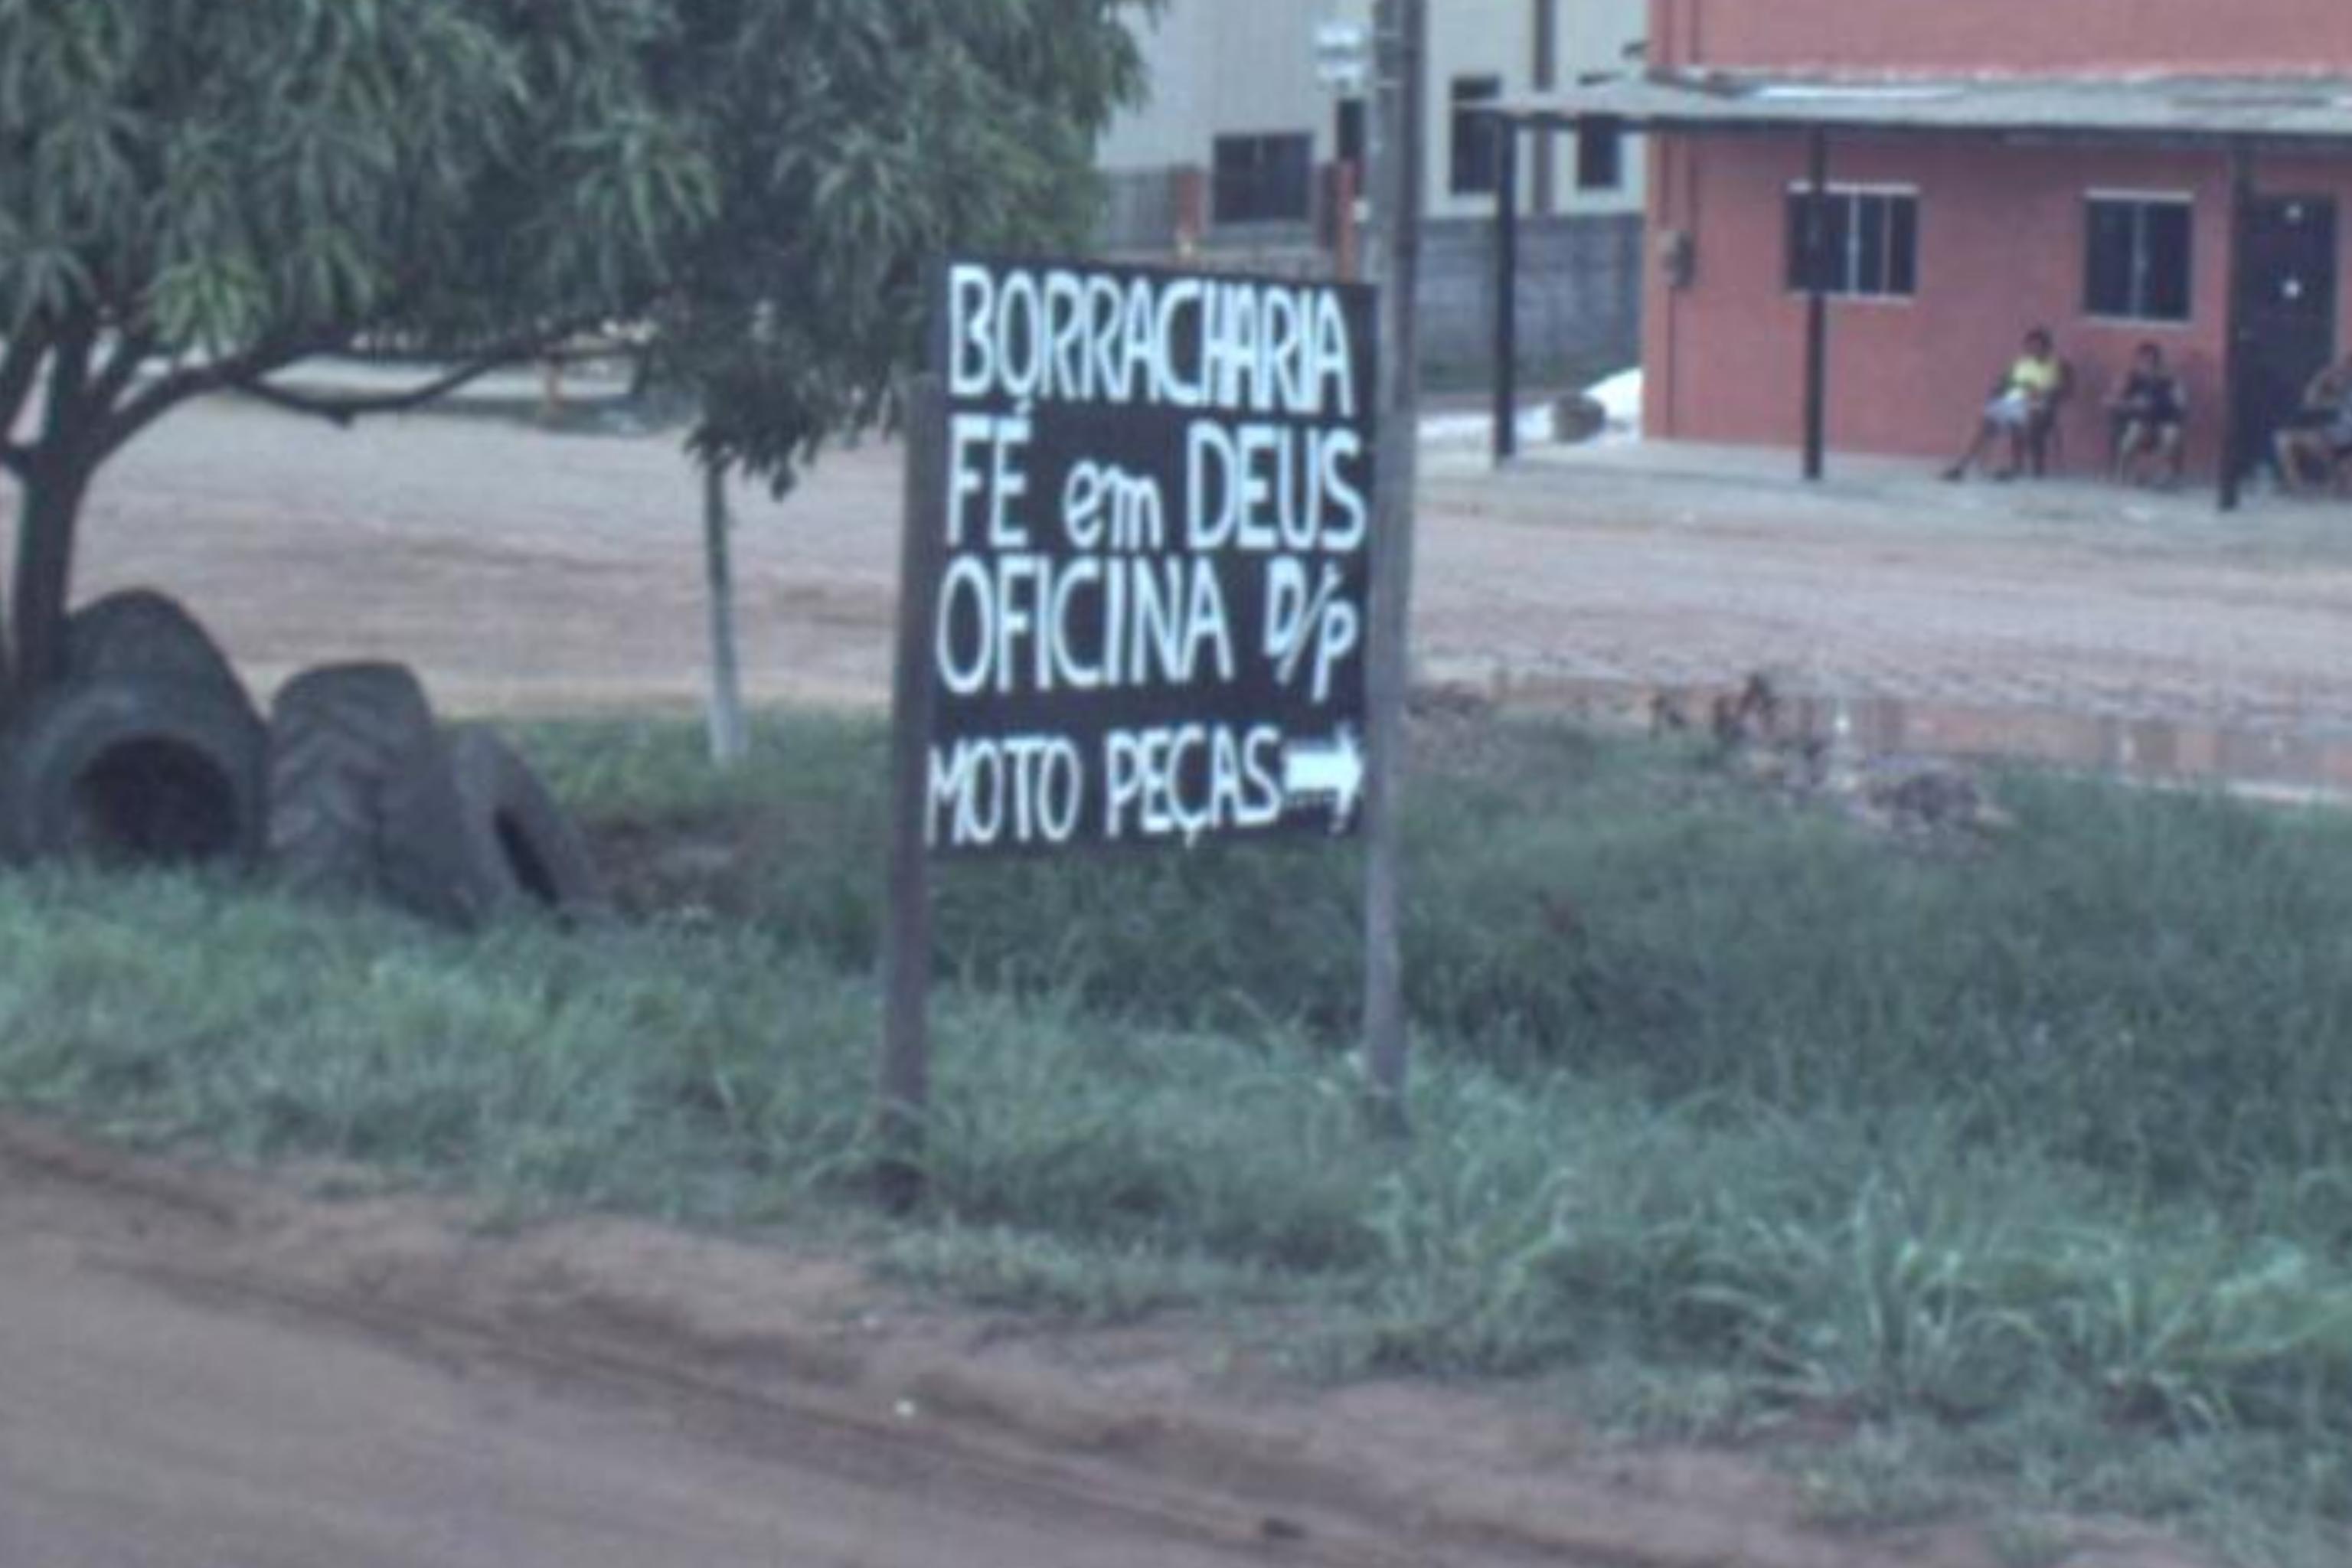 BORRACHARIA
FÉ em DEUS
OFICINA D/P
MOTO PEÇAS